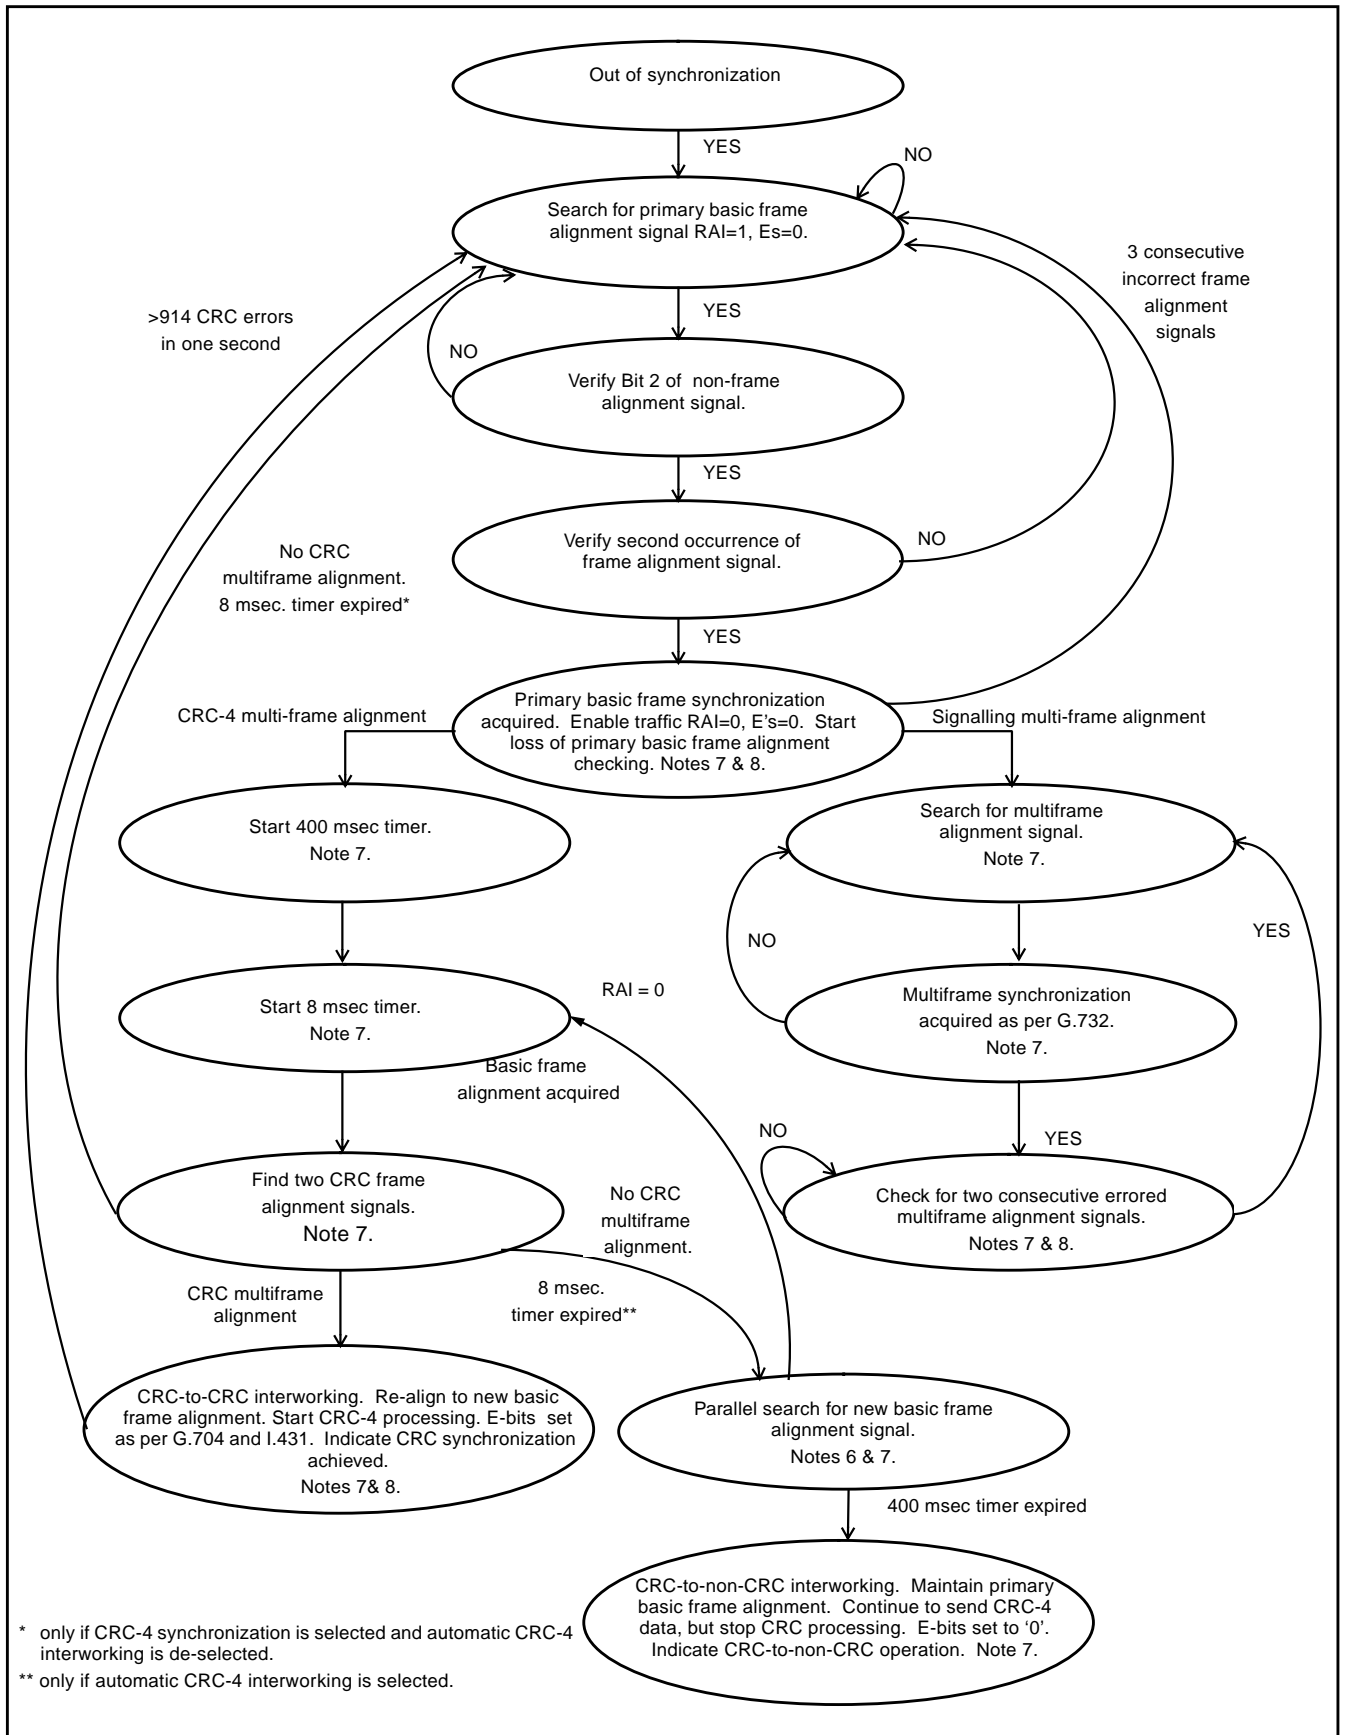 Out of synchronization
YES
NO
Search for primary basic frame
alignment signal RAI=1, Es=0.
3 consecutive
incorrect frame
alignment
signals
>914 CRC errors
in one second
YES
NO
Verify Bit 2 of non-frame
alignment signal.
YES
No CRC
multiframe alignment.
8 msec. timer expired*
Verify second occurrence of
frame alignment signal.
NO
YES
CRC-4 multi-frame alignment
Primary basic frame synchronization
acquired. Enable traffic RAI=0, E's=0. Start
loss of primary basic frame alignment
checking. Notes 7 & 8.
Signalling multi-frame alignment
Start 400 msec timer.
Note 7.
Search for multiframe
alignment signal.
Note 7.
NO
YES
Start 8 msec timer.
Note 7.
RAI = 0
Basic frame
alignment acquired
Multiframe synchronization
acquired as per G.732.
Note 7.
YES
NO
Find two CRC frame
alignment signals.
Note 7.
No CRC
multiframe
alignment.
8 msec.
timer expired**
Check for two consecutive errored
multiframe alignment signals.
Notes 7 & 8.
CRC multiframe
alignment
CRC-to-CRC interworking. Re-align to new basic
frame alignment. Start CRC-4 processing. E-bits set
as per G.704 and I.431. Indicate CRC synchronization
achieved.
Notes 7& 8.
Parallel search for new basic frame
alignment signal.
Notes 6 & 7.
400 msec timer expired
CRC-to-non-CRC interworking. Maintain primary
basic frame alignment. Continue to send CRC-4
data, but stop CRC processing. E-bits set to ‘0’.
Indicate CRC-to-non-CRC operation. Note 7.
* only if CRC-4 synchronization is selected and automatic CRC-4
interworking is de-selected.
** only if automatic CRC-4 interworking is selected.